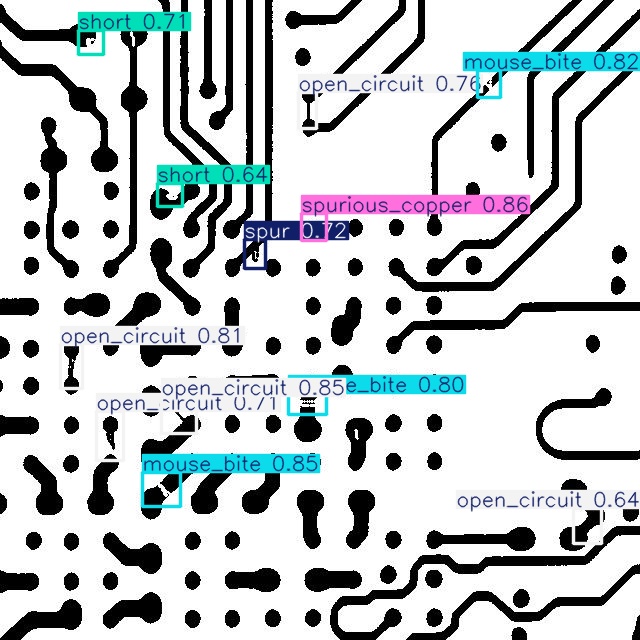 short 0.71
mouse_bite 0.82
open_circuit 0.76
short 0.64
spurious_copper 0.86
spur 0.72
open_circuit 0.81
open_circuit 0.85
e_bite 0.80
open_circuit 0.71
mouse_bite 0.85
open_circuit 0.64